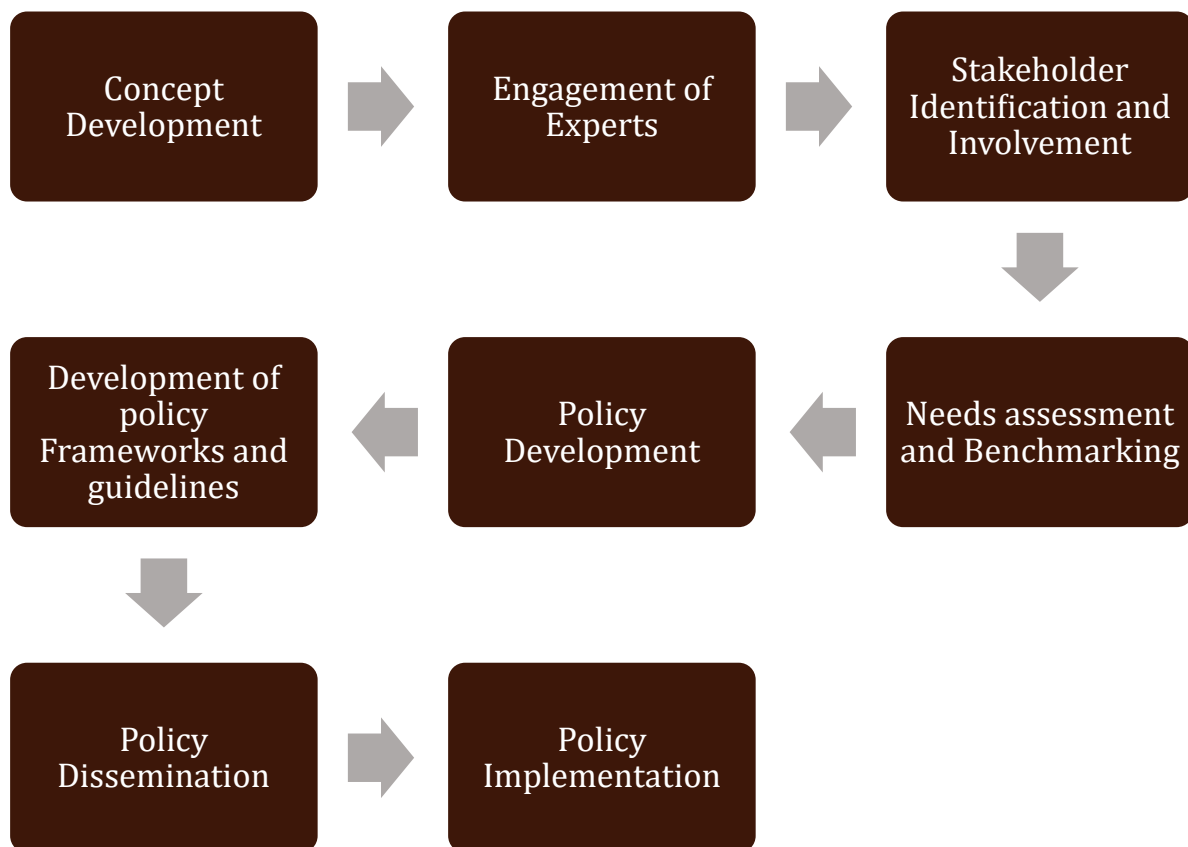 Concept
Development
Engagement of
Experts
Stakeholder
Identification and
Involvement
Needs assessment
and Benchmarking
Policy
Development
Development of
policy
Frameworks and
guidelines
Policy
Dissemination
Policy
Implementation